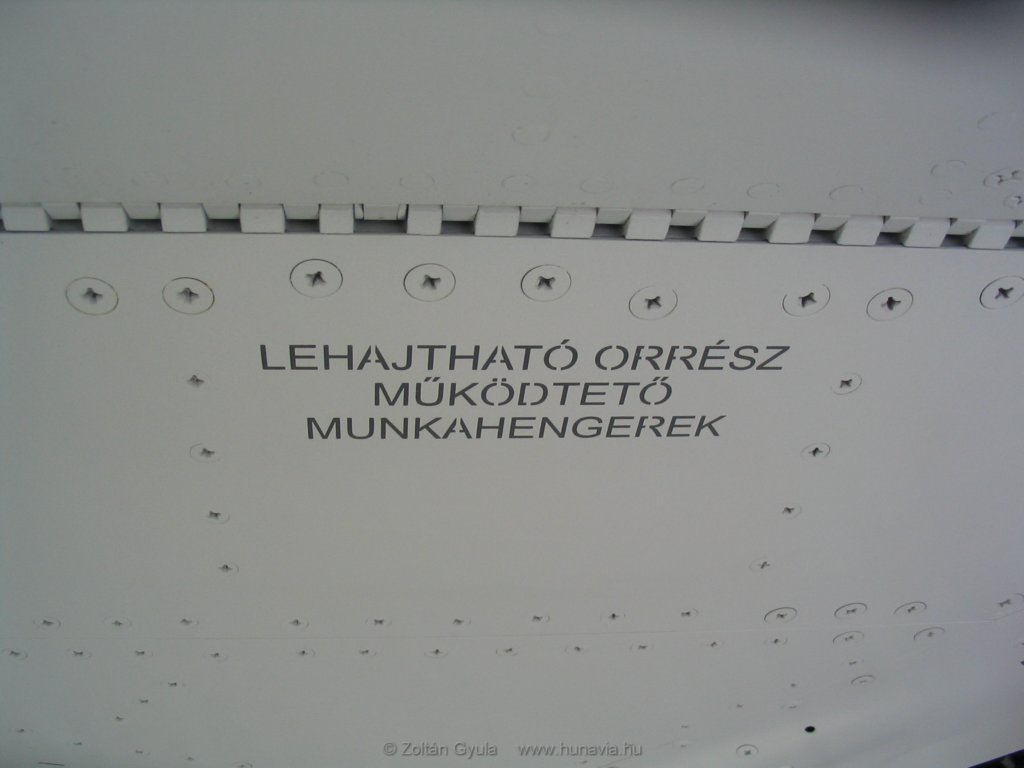 LEHAJTHATÓ ORRÉSZ
MŰKÖDTETŐ
MUNKAHENGEREK
© Zoltán Gyula www.hunavia.hu